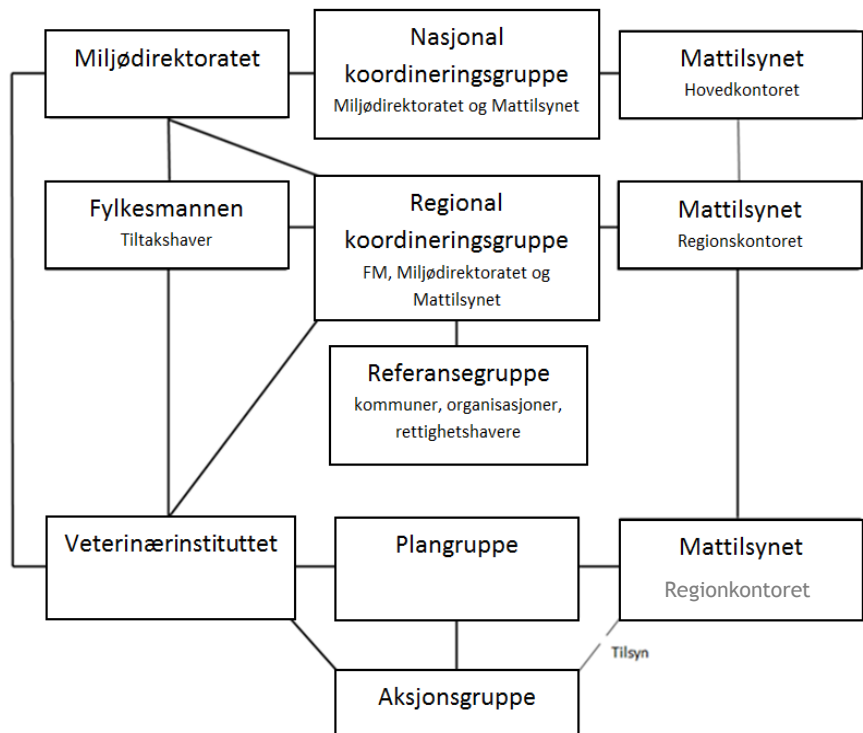 Miljødirektoratet
Nasjonal
koordineringsgruppe
Miljødirektoratet og Mattilsynet
Mattilsynet
Hovedkontoret
Fylkesmannen
Tiltakshaver
Regional
koordineringsgruppe
FM, Miljødirektoratet og
Mattilsynet
Mattilsynet
Regionskontoret
Referansegruppe
kommuner, organisasjoner,
rettighetshavere
Veterinærinstituttet
Plangruppe
Mattilsynet
Regionkontoret
Tilsyn
Aksjonsgruppe